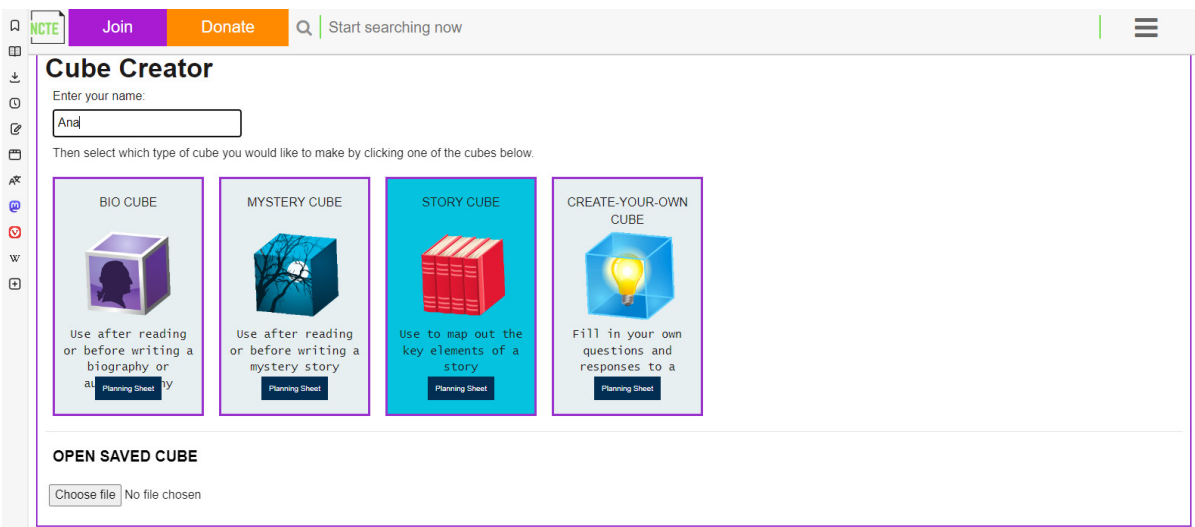 NCTE Join Donate Start searching now
Cube Creator
Enter your name:
Ana
Then select which type of cube you would like to make by clicking one of the cubes below.
BIO CUBE
Use after reading
or before writing a
biography or
Planning Sheet
MYSTERY CUBE
Use after reading
or before writing a
mystery story
Planning Sheet
STORY CUBE
Use to map out the
key elements of a
story
Planning Sheet
CREATE-YOUR-OWN
CUBE
Fill in your own
questions and
responses to a
Planning Sheet
OPEN SAVED CUBE
Choose file No file chosen